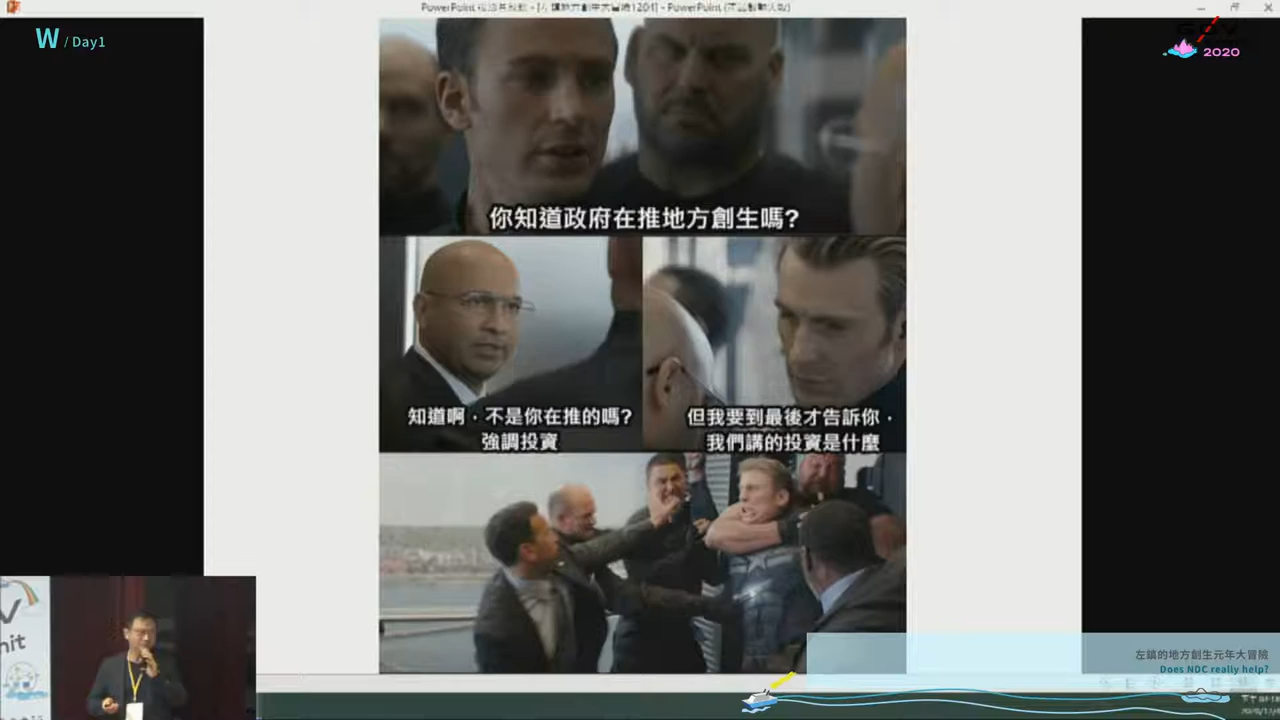 W / Day1
2020
你知道政府在推地方創生嗎?
知道啊,不是你在推的嗎?
強調投資
但我要到最後才告訴你,
我們講的投資是什麼
左鎮的地方創生元年大冒險
Does NDC really help?